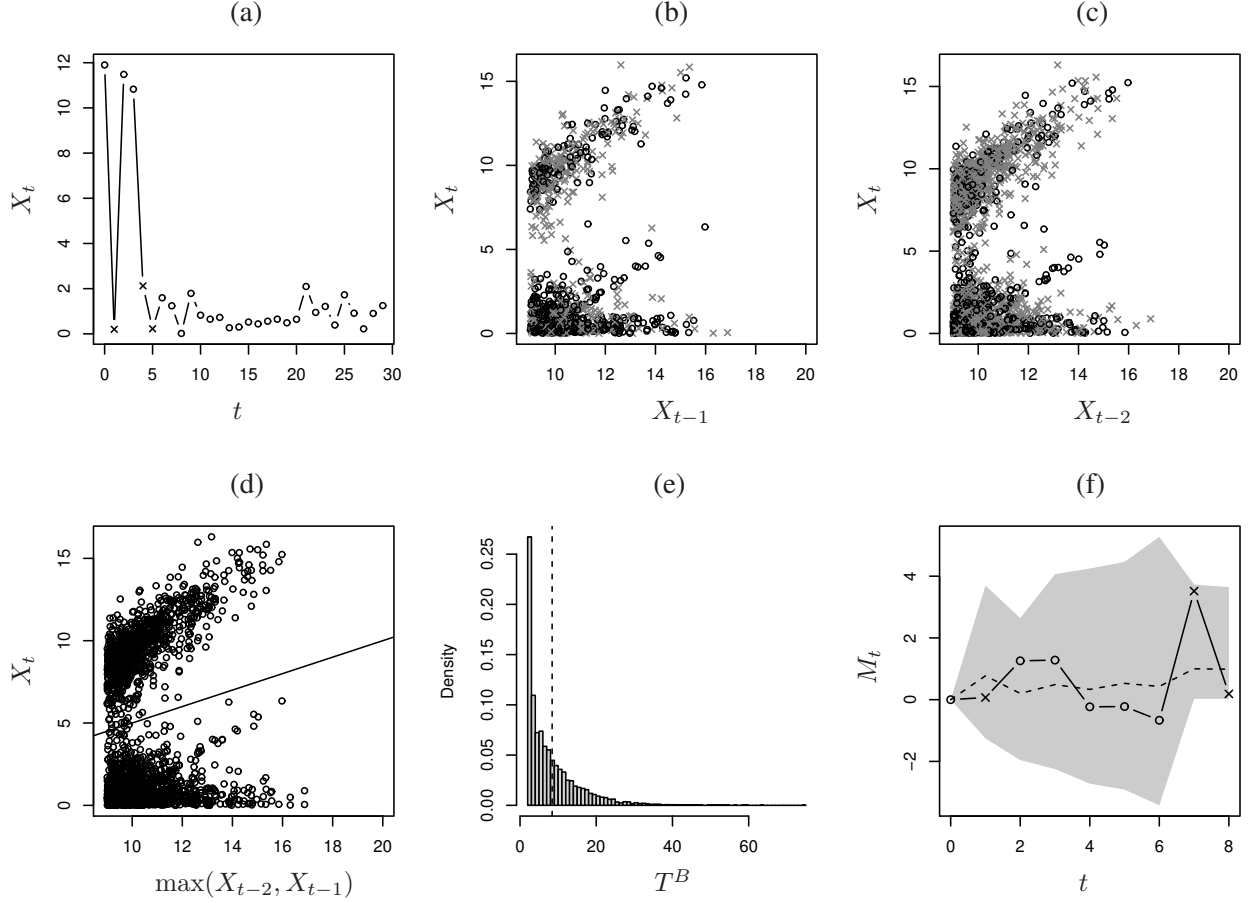 (a)
X_t
12
10
8
6
4
2
0
0 5 10 15 20 25 30
t
(b)
X_t
15
10
5
0
10 12 14 16 18 20
X_{t−1}
(c)
X_t
15
10
5
0
10 12 14 16 18 20
X_{t−2}
(d)
X_t
15
10
5
0
10 12 14 16 18 20
max(X_{t−2}, X_{t−1})
(e)
Density
0.25
0.20
0.15
0.10
0.05
0.00
0 20 40 60
T^B
(f)
M_t
4
2
0
−2
0 2 4 6 8
t